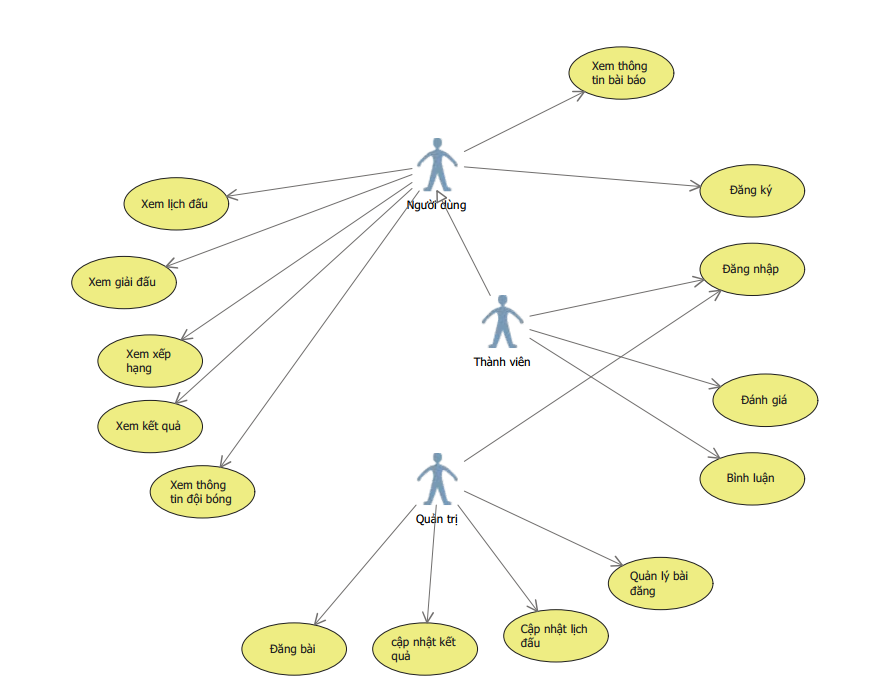 Xem thông
tin bài báo
Đăng ký
Người dùng
Xem lịch đấu
Đăng nhập
Xem giải đấu
Thành viên
Xem xếp
hạng
Đánh giá
Xem kết quả
Bình luận
Xem thông
tin đội bóng
Quản trị
Quản lý bài
đăng
Cập nhật lịch
đấu
cập nhật kết
quả
Đăng bài